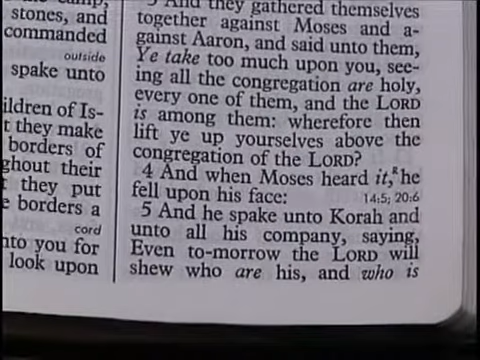 stones, and
commanded
outside
spake unto
ildren of Is-
t they make
borders of
ghout their
t they put
e borders a
cord
nto you for
look upon
3 And they gathered themselves
together against Moses and a-
gainst Aaron, and said unto them,
Ye take too much upon you, see-
ing all the congregation are holy,
every one of them, and the LORD
is among them: wherefore then
lift ye up yourselves above the
congregation of the LORD?
4 And when Moses heard it, he
fell upon his face: 14:5; 20:6
5 And he spake unto Korah and
unto all his company, saying,
Even to-morrow the LORD will
shew who are his, and who is